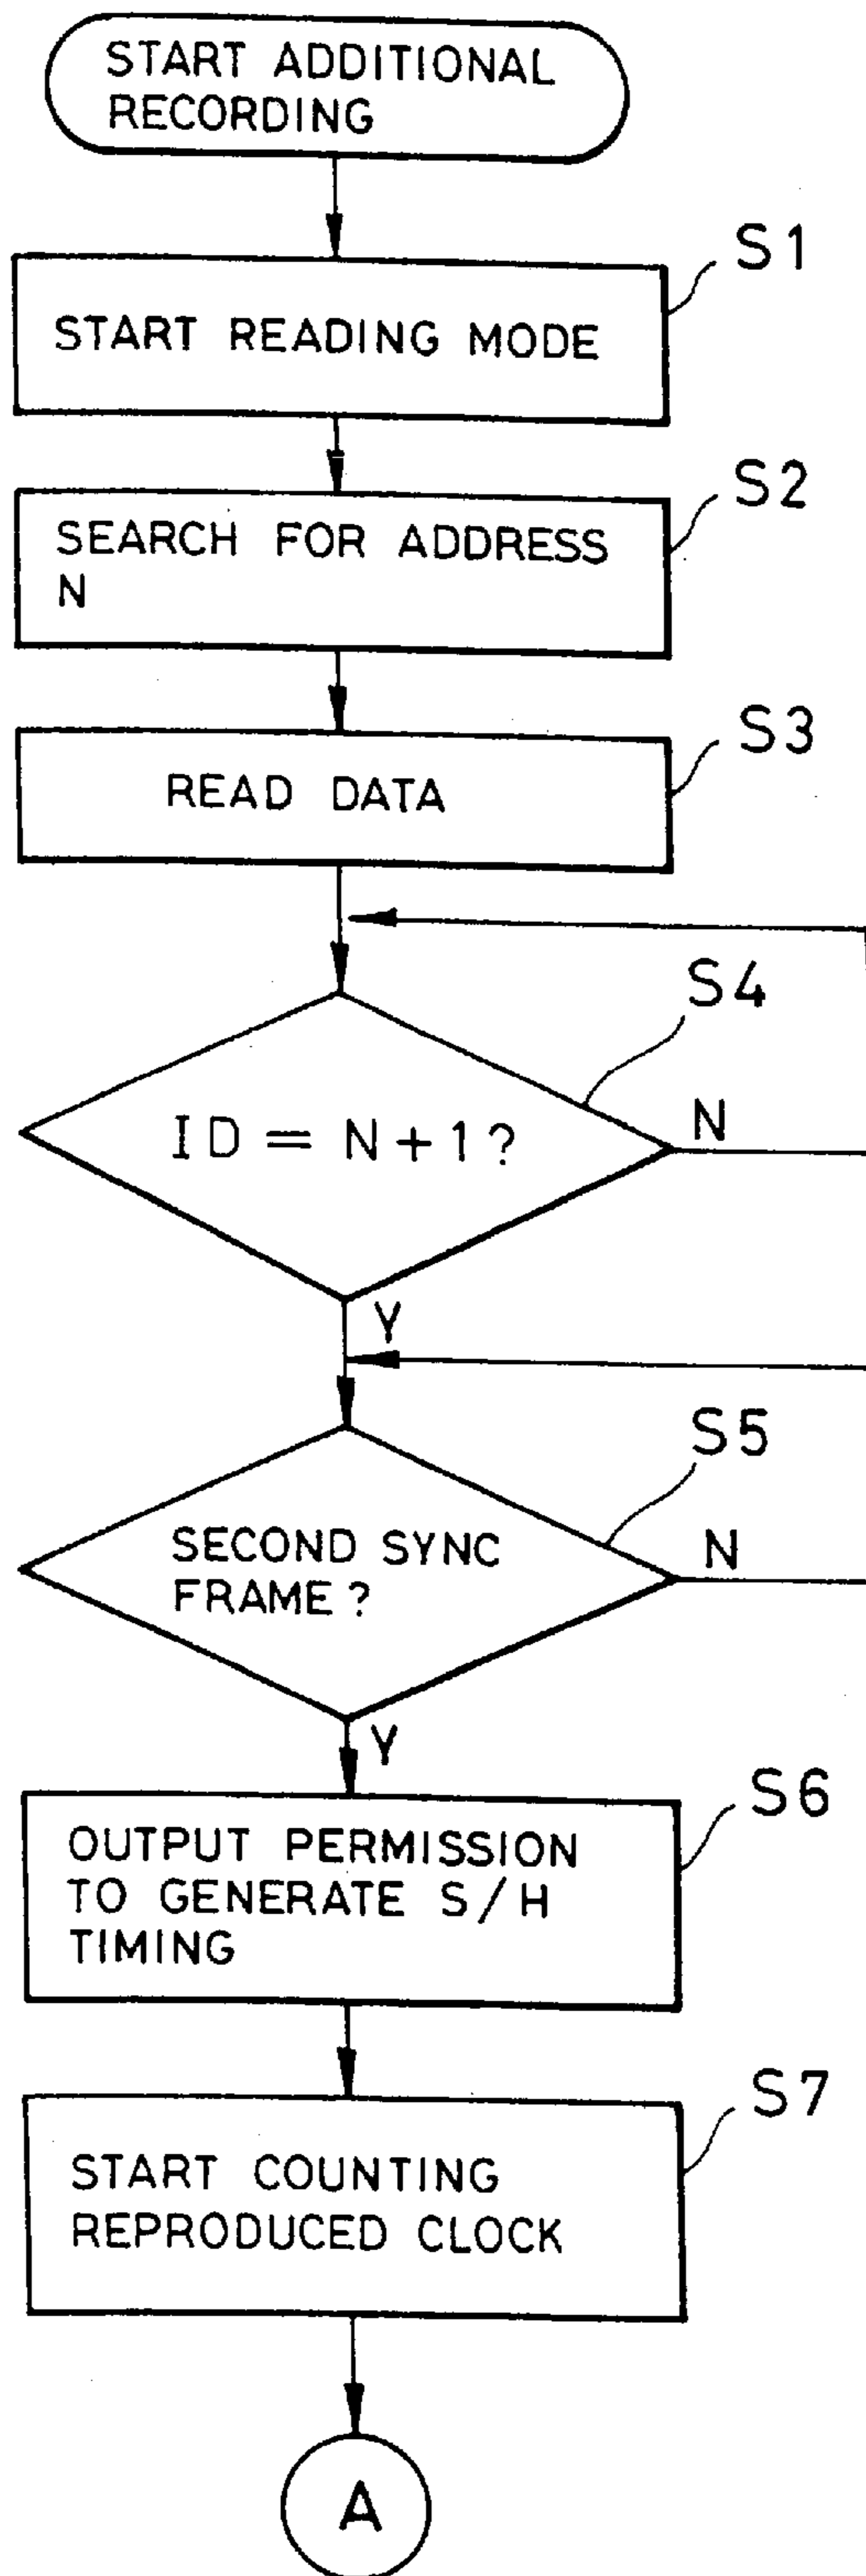 START ADDITIONAL
RECORDING
S1
START READING MODE
S2
SEARCH FOR ADDRESS
N
S3
READ DATA
S4
ID = N + 1 ?
N
Y
S5
SECOND SYNC
FRAME ?
N
Y
S6
OUTPUT PERMISSION
TO GENERATE S/H
TIMING
S7
START COUNTING
REPRODUCED CLOCK
A